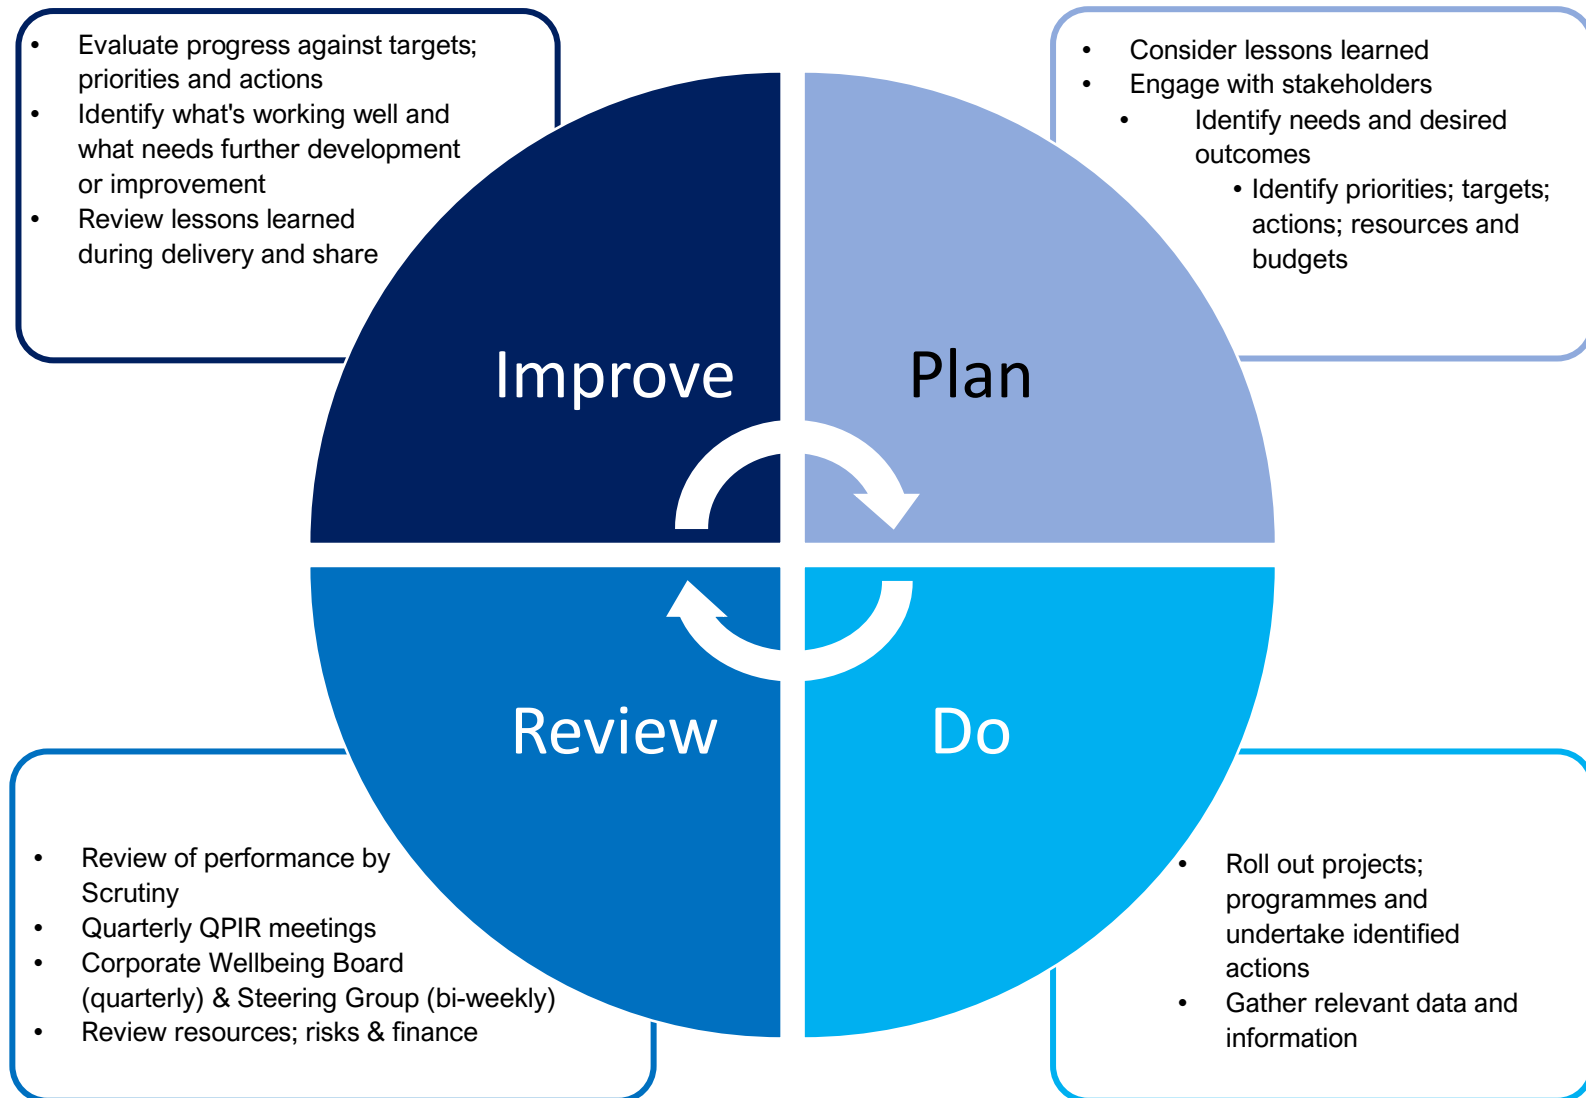 • Evaluate progress against targets;
priorities and actions
• Identify what's working well and
what needs further development
or improvement
• Review lessons learned
during delivery and share
• Consider lessons learned
• Engage with stakeholders
• Identify needs and desired
outcomes
• Identify priorities; targets;
actions; resources and
budgets
Improve
Plan
Review
Do
• Review of performance by
Scrutiny
• Quarterly QPIR meetings
• Corporate Wellbeing Board
(quarterly) & Steering Group (bi-weekly)
• Review resources; risks & finance
• Roll out projects;
programmes and
undertake identified
actions
• Gather relevant data and
information